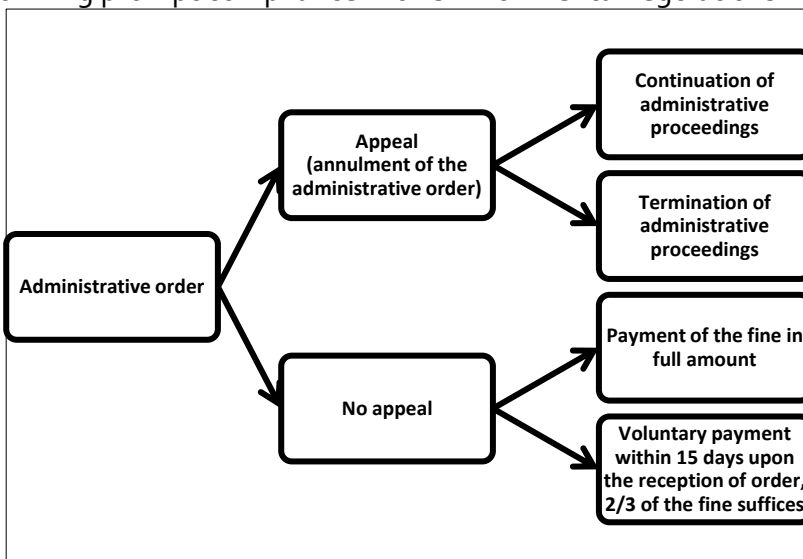 prompt compliance
Continuation of
administrative
proceedings
Appeal
(annulment of the
administrative order)
Termination of
administrative
proceedings
Administrative order
Payment of the fine in
full amount
No appeal
Voluntary payment
within 15 days upon
the reception of order,
2/3 of the fine suffices